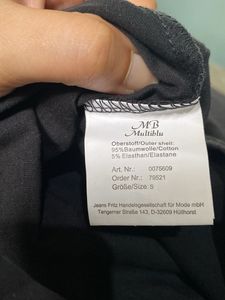 MB
Multiblu
Oberstoff/Outer shell:
95%Baumwolle/Cotton
5% Elasthan/Elastane
Art. Nr.: 0075609
Order Nr.: 79521
Größe/Size: S
Jeans Fritz Handelsgesellschaft für Mode mbH
Tengerner Straße 143, D-32609 Hüllhorst